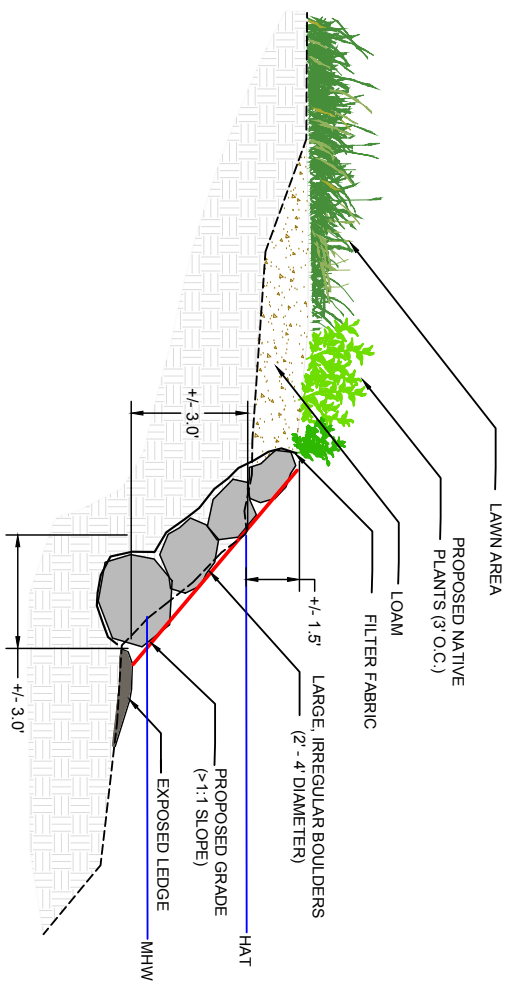 LAWN AREA
PROPOSED NATIVE
PLANTS (3' O.C.)
LOAM
FILTER FABRIC
+/- 1.5'
LARGE, IRREGULAR BOULDERS
(2' - 4' DIAMETER)
HAT
+/- 3.0'
PROPOSED GRADE
(>1:1 SLOPE)
EXPOSED LEDGE
MHW
+/- 3.0'